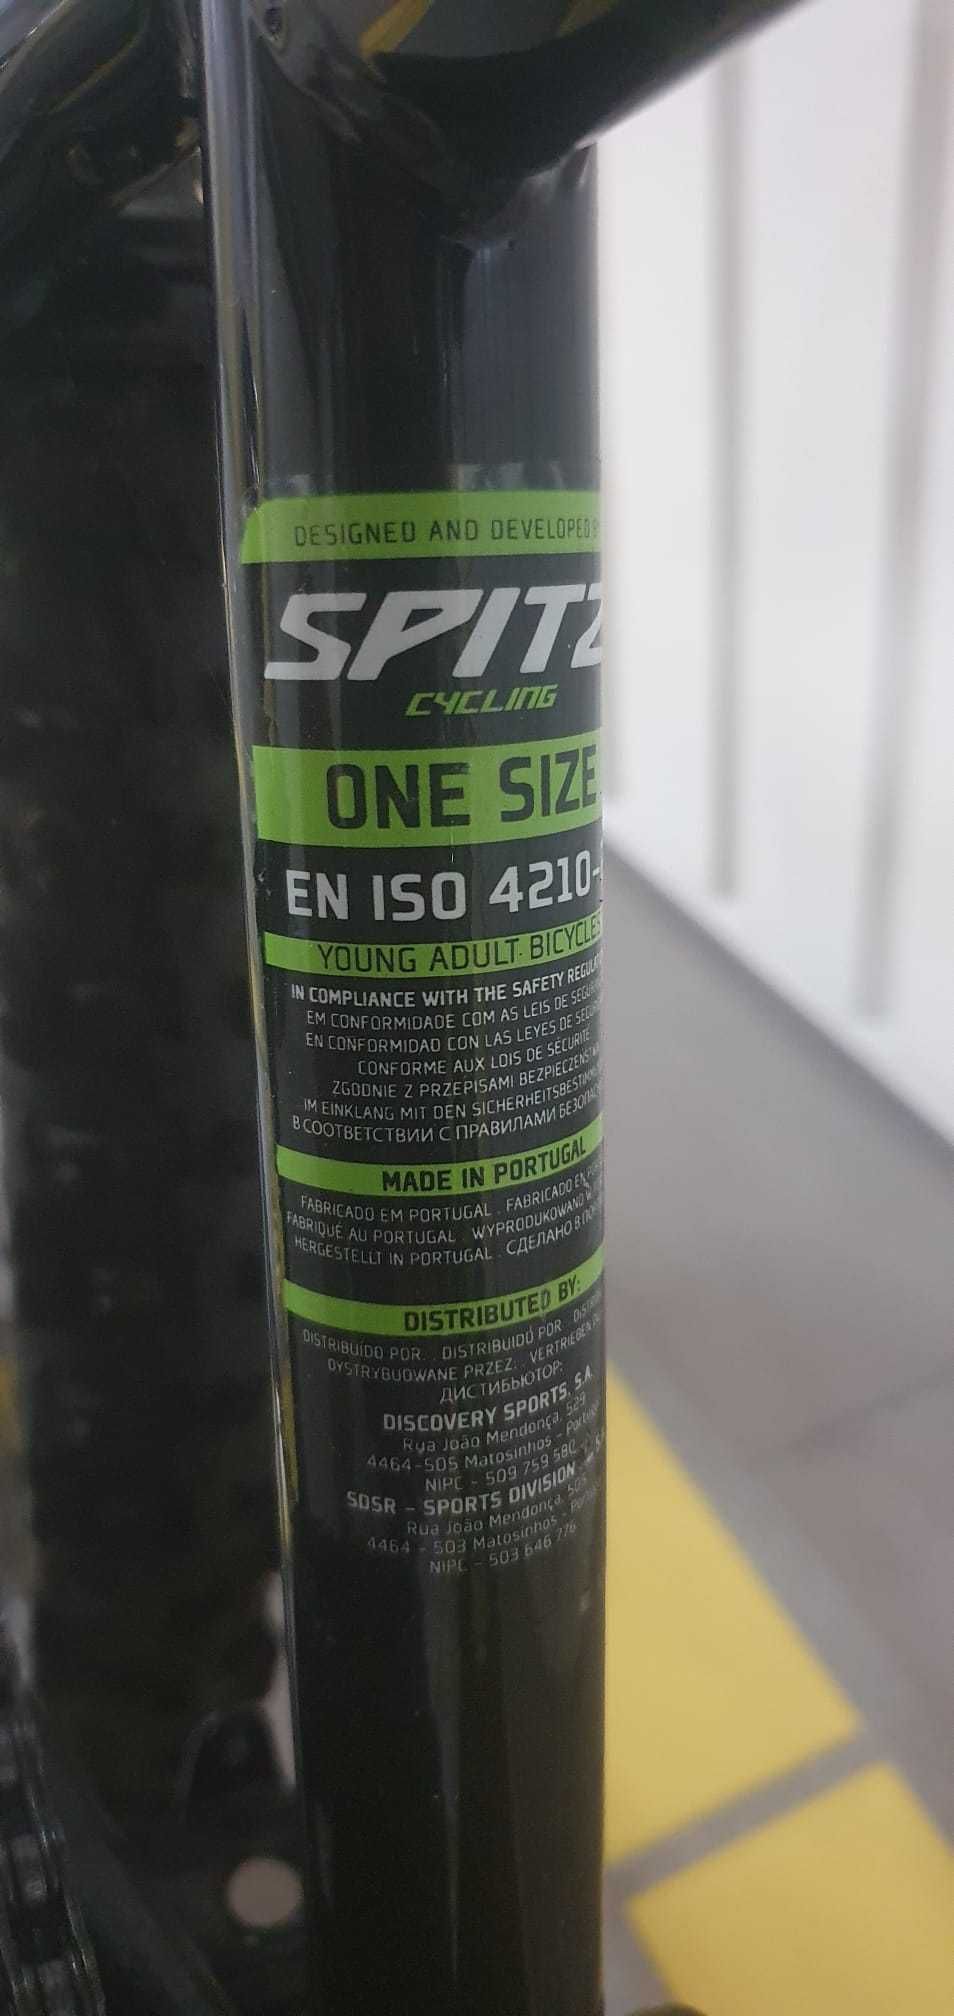 DESIGNED AND DEVELOPED
SPITZ
CYCLING
ONE SIZE
EN ISO 4210-
YOUNG ADULT BICYCLES
IN COMPLIANCE WITH THE SAFETY
EM CONFORMIDADE COM AS LEIS DE
EN CONFORMIDAD CON LAS LEYES DE
CONFORME AUX LOIS DE SÉCURITÉ
ZGODNIE Z PRZEPISAMI
IM EINKLANG MIT DEN
В СООТВЕТСТВИИ С ПРАВИЛАМИ
MADE IN PORTUGAL
FABRICADO EM PORTUGAL . FABRICADO EN
FABRIQUÉ AU PORTUGAL . WYPRODUKOWANO W
HERGESTELLT IN PORTUGAL . СДЕЛАНО В
DISTRIBUTED BY:
DISTRIBUÍDO POR: . DISTRIBUIDO POR:
DYSTRYBUOWANE PRZEZ: . VERTRIEBEN
ДИСТИБЬЮТОР:
DISCOVERY SPORTS, S.A.
Rua João Mendonça, 529
4464-505 Matosinhos - Portugal
NIPC - 509 759 580
SDSR - SPORTS DIVISION
Rua João Mendonça, 505
4464 - 503 Matosinhos -
NIPC - 503 646 776